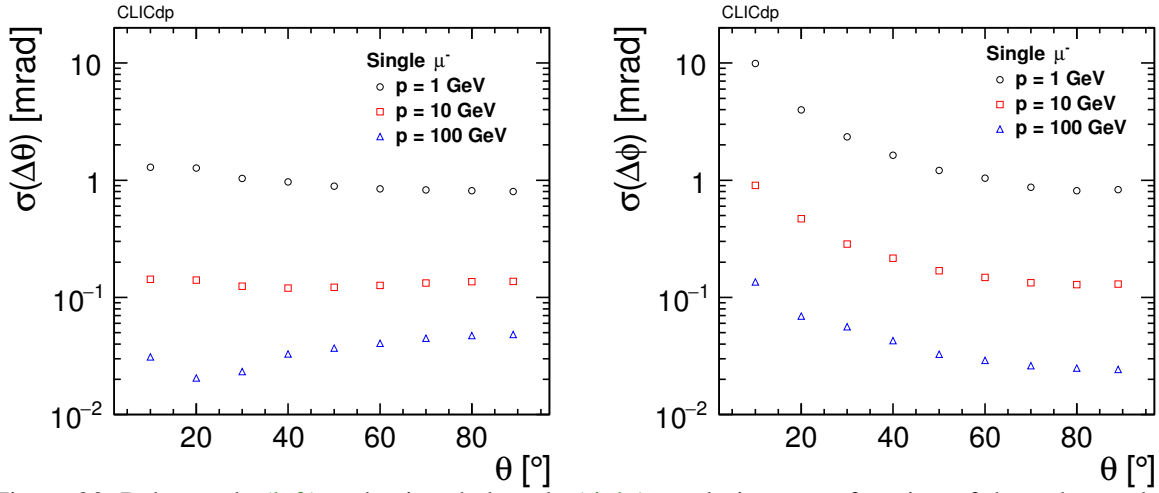 CLICdp
σ(Δθ) [mrad]
10
1
10⁻¹
10⁻²
Single μ⁻
p = 1 GeV
p = 10 GeV
p = 100 GeV
20 40 60 80
θ [°]
CLICdp
σ(Δϕ) [mrad]
10
1
10⁻¹
10⁻²
Single μ⁻
p = 1 GeV
p = 10 GeV
p = 100 GeV
20 40 60 80
θ [°]